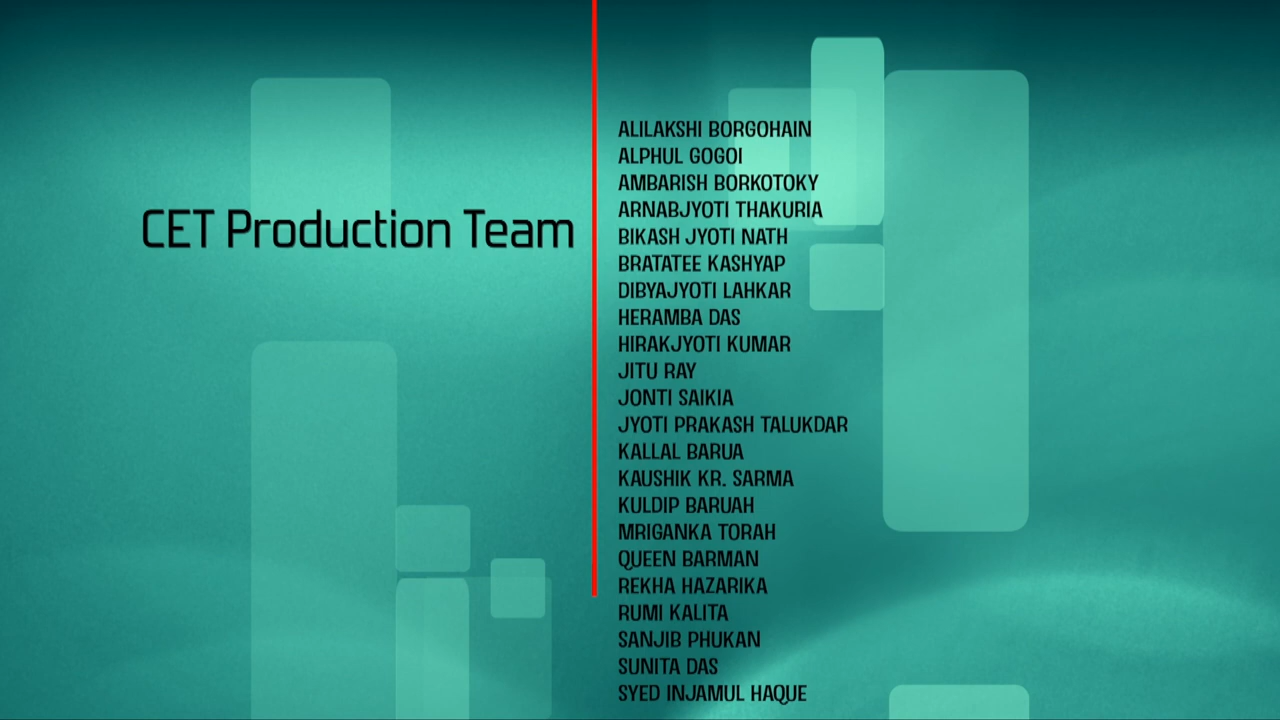 CET Production Team
ALILAKSHI BORGOHAIN
ALPHUL GOGOI
AMBARISH BORKOTOKY
ARNABJYOTI THAKURIA
BIKASH JYOTI NATH
BRATATEE KASHYAP
DIBYAJYOTI LAHKAR
HERAMBA DAS
HIRAKJYOTI KUMAR
JITU RAY
JONTI SAIKIA
JYOTI PRAKASH TALUKDAR
KALLAL BARUA
KAUSHIK KR. SARMA
KULDIP BARUAH
MRIGANKA TORAH
QUEEN BARMAN
REKHA HAZARIKA
RUMI KALITA
SANJIB PHUKAN
SUNITA DAS
SYED INJAMUL HAQUE